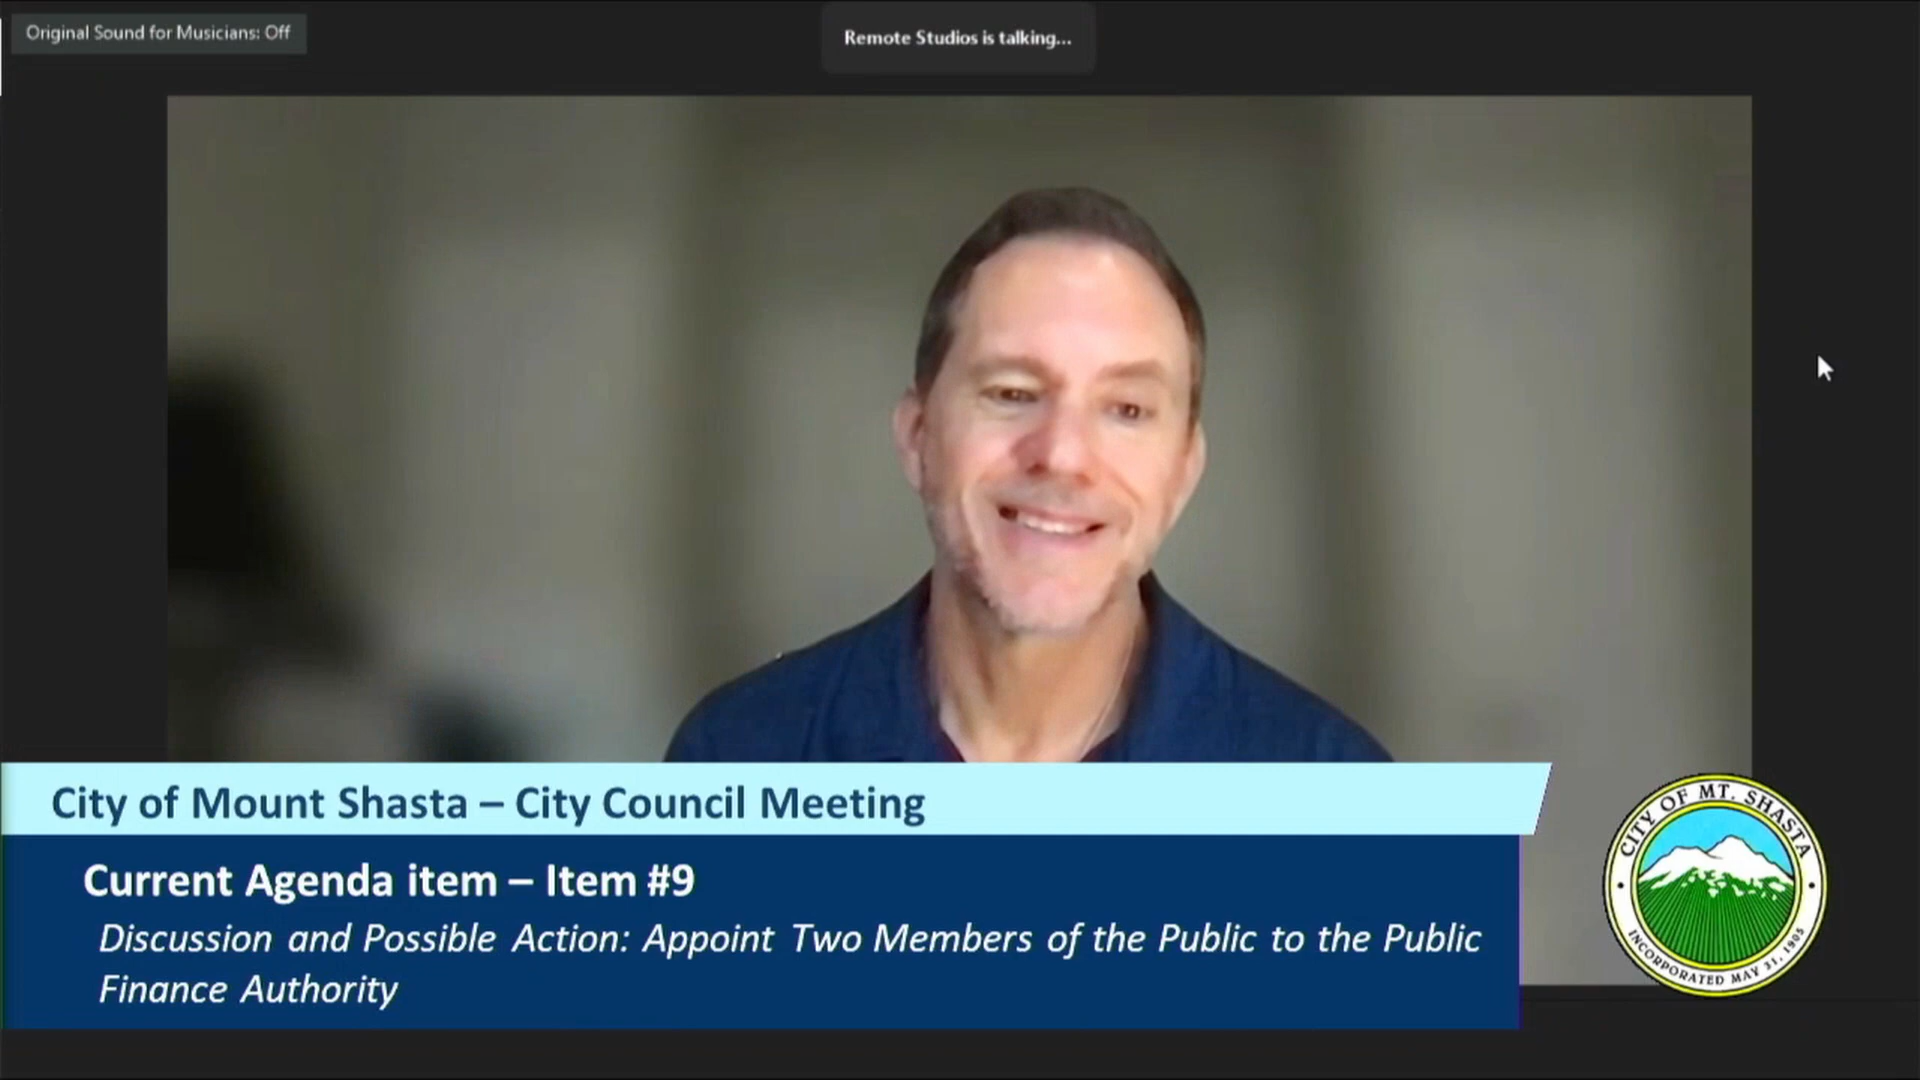 Original Sound for Musicians: Off
Remote Studios is talking...
City of Mount Shasta – City Council Meeting
Current Agenda item – Item #9
Discussion and Possible Action: Appoint Two Members of the Public to the Public
Finance Authority
CITY OF MT. SHASTA
INCORPORATED MAY 31, 1905